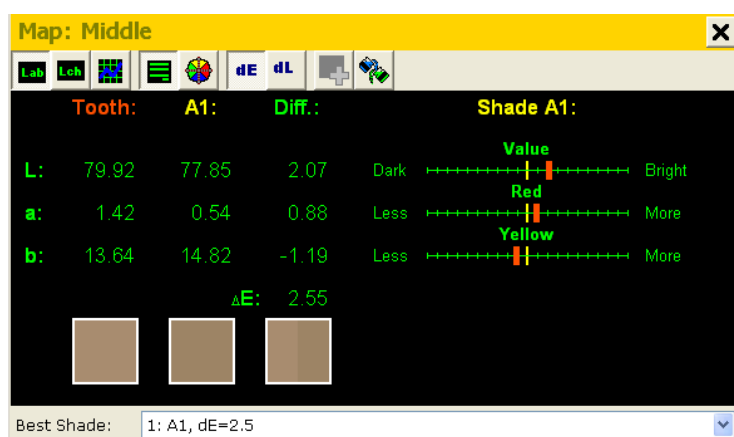 Map: Middle
Lab Lch dE dL
Tooth: A1: Diff.: Shade A1:
Value
L: 79.92 77.85 2.07 Dark Bright
Red
a: 1.42 0.54 0.88 Less More
Yellow
b: 13.64 14.82 -1.19 Less More
ΔE: 2.55
Best Shade: 1: A1, dE=2.5